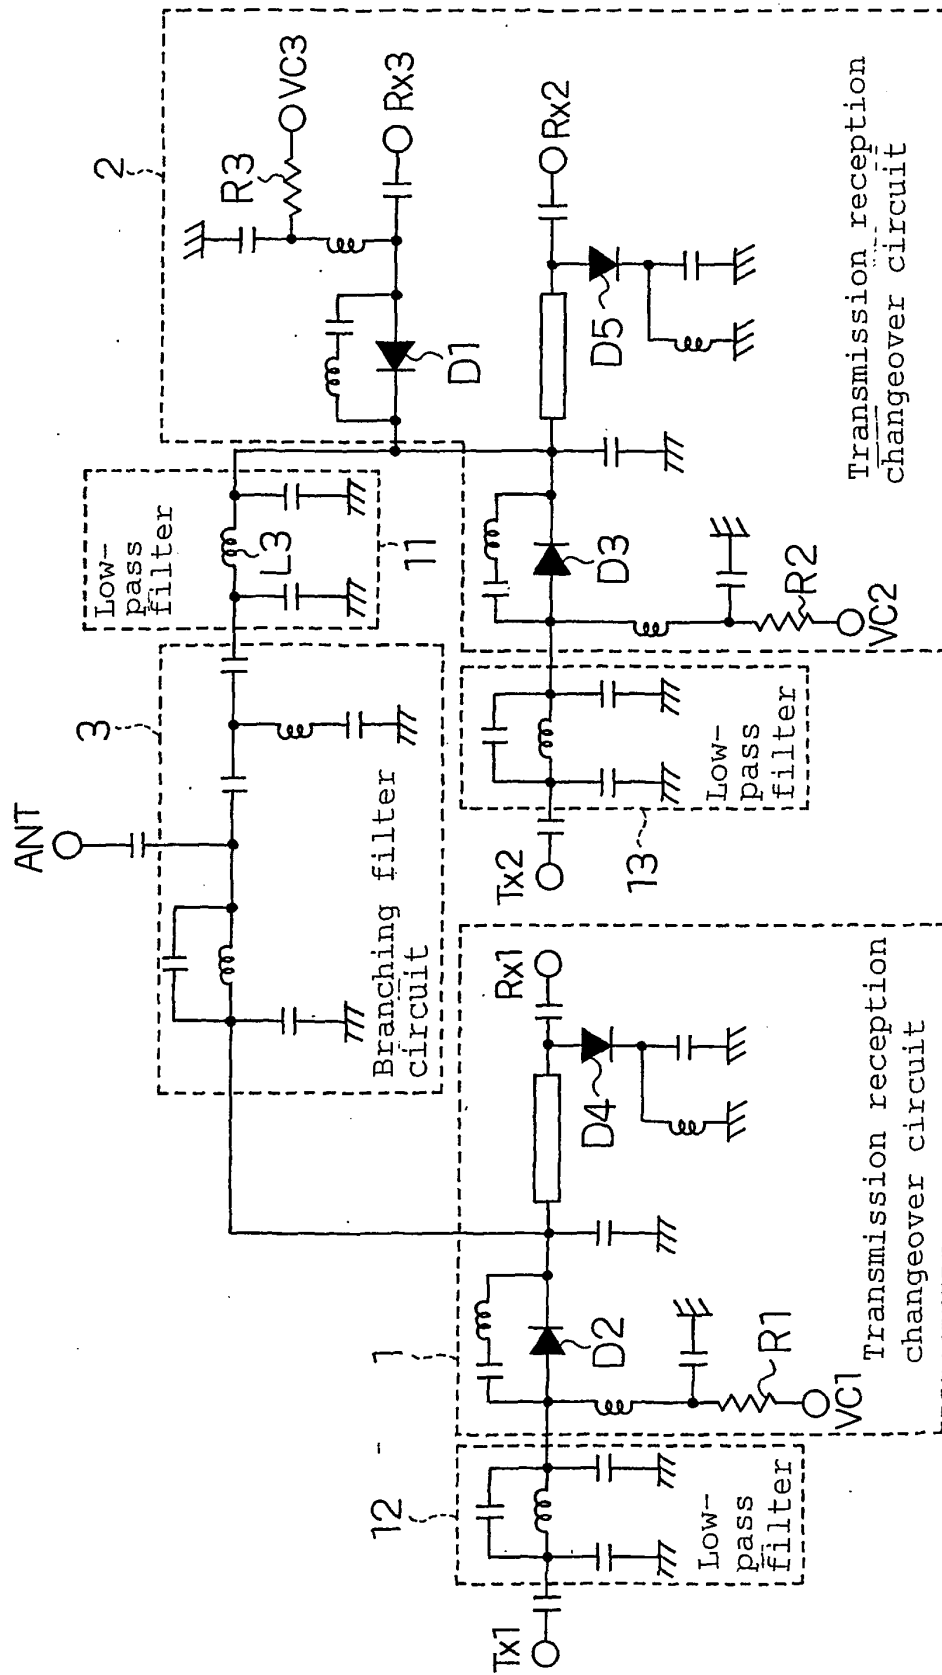 ANT
3
Branching filter
circuit
Low-
pass
filter
L3
11
2
R3
VC3
Rx3
D1
Rx2
D5
D3
R2
VC2
Transmission reception
changeover circuit
Tx2
Low-
pass
filter
13
Rx1
D4
1
D2
R1
VC1
Transmission reception
changeover circuit
12
Low-
pass
filter
Tx1